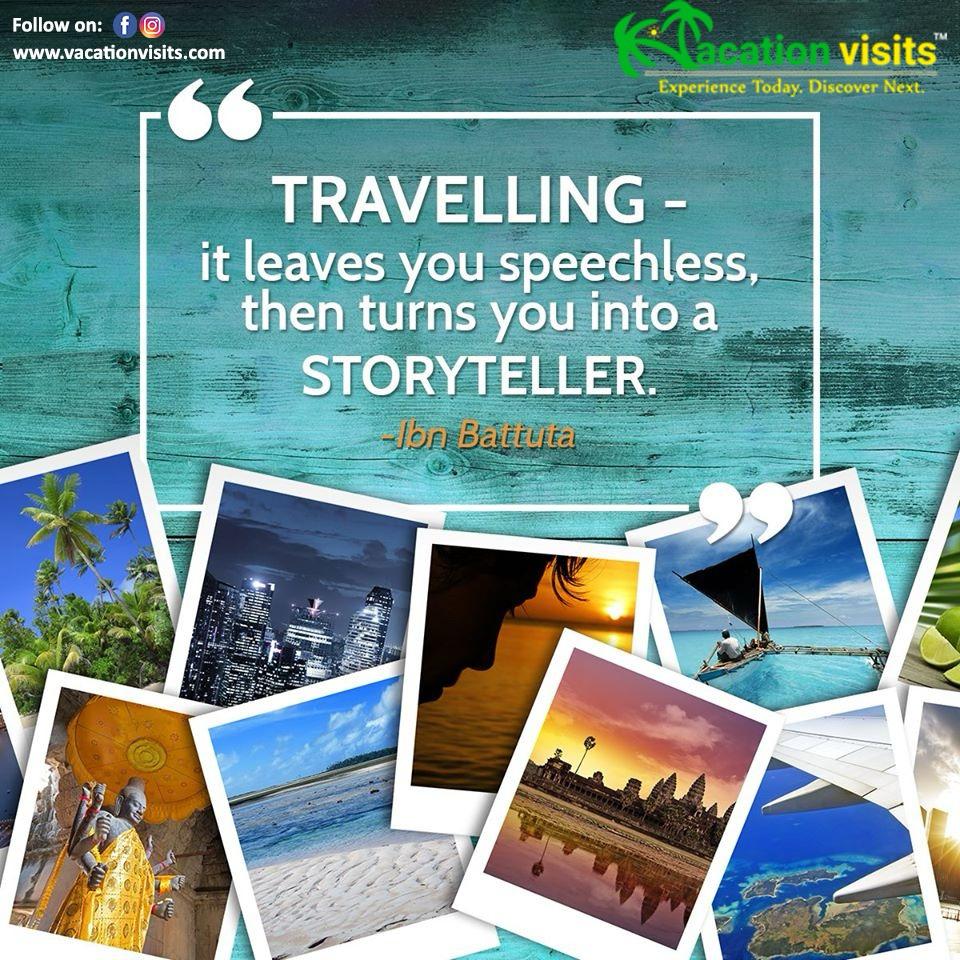 Follow on:
www.vacationvisits.com
Vacation visits™
Experience Today. Discover Next.
TRAVELLING -
it leaves you speechless,
then turns you into a
STORYTELLER.
-Ibn Battuta